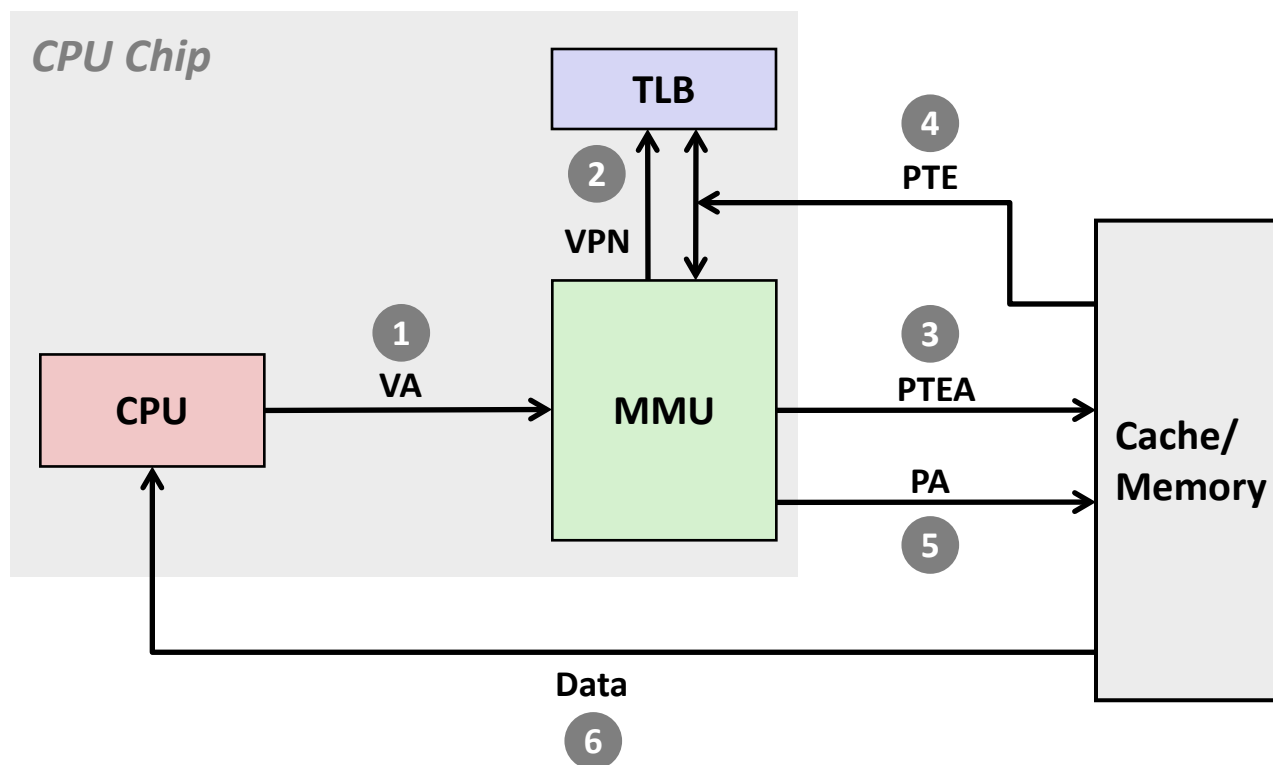 CPU Chip
TLB
4
PTE
2
VPN
1
VA
3
PTEA
CPU
MMU
Cache/
Memory
PA
5
Data
6